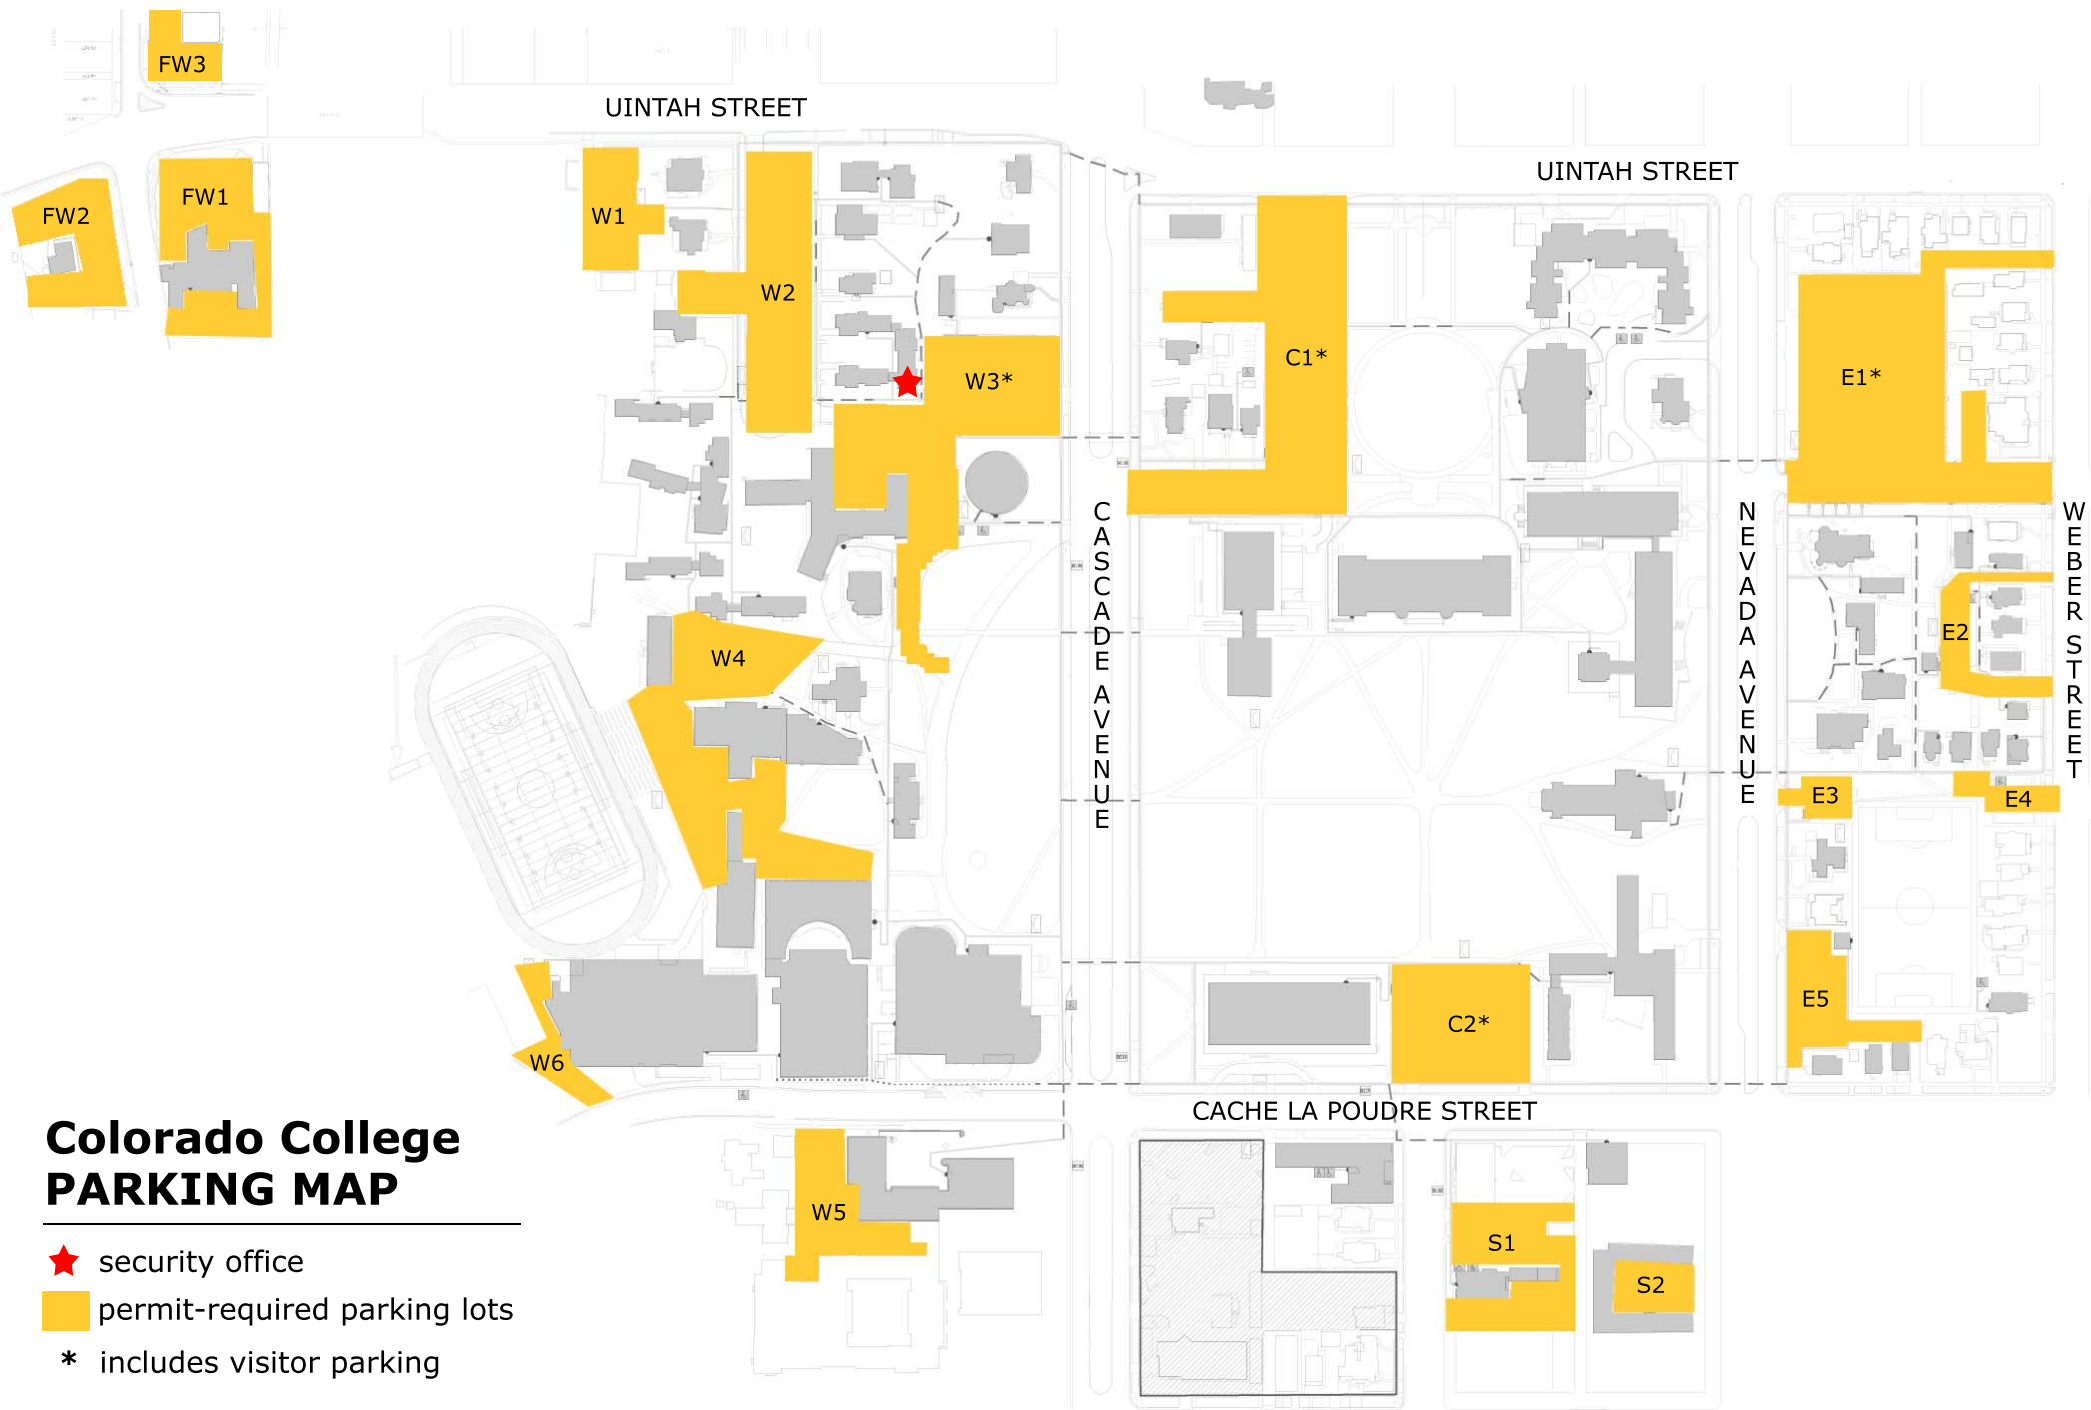 FW3
UINTAH STREET
UINTAH STREET
FW1
FW2
W1
W2
W3*
C1*
E1*
CASCADE AVENUE
NEVADA AVENUE
WEBER STREET
E2
W4
E3
E4
E5
C2*
W6
CACHE LA POUDRE STREET
W5
S1
S2
Colorado College
PARKING MAP
security office
permit-required parking lots
* includes visitor parking